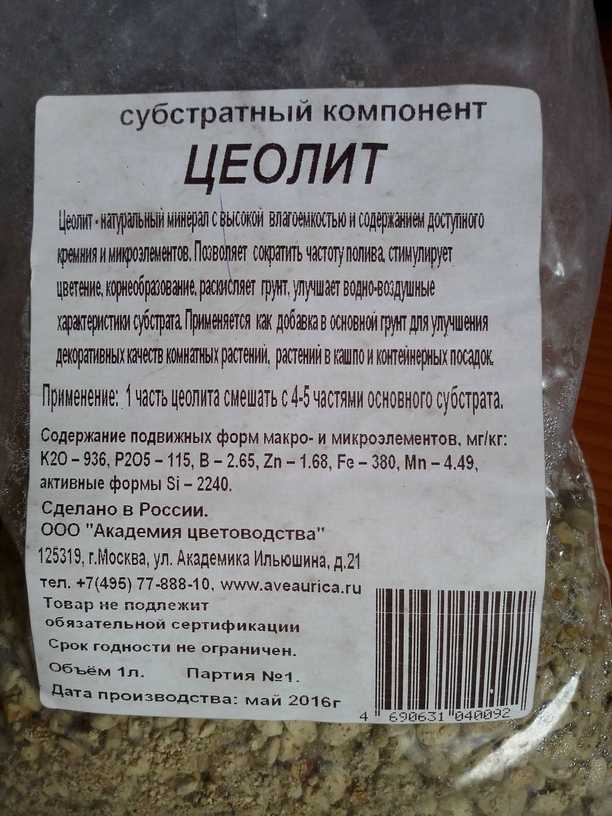 субстратный компонент
ЦЕОЛИТ
Цеолит - натуральный минерал с высокой влагоемкостью и содержанием доступного
кремния и микроэлементов. Позволяет сократить частоту полива, стимулирует
цветение, корнеобразование, раскисляет грунт, улучшает водно-воздушные
характеристики субстрата. Применяется как добавка в основной грунт для улучшения
декоративных качеств комнатных растений, растений в кашпо и контейнерных посадок.
Применение: 1 часть цеолита смешать с 4-5 частями основного субстрата.
Содержание подвижных форм макро- и микроэлементов, мг/кг:
K2O – 936, P2O5 – 115, B – 2.65, Zn – 1.68, Fe – 380, Mn – 4.49,
активные формы Si – 2240.
Сделано в России.
ООО "Академия цветоводства"
125319, г.Москва, ул. Академика Ильюшина, д.21
тел. +7(495) 77-888-10, www.aveaurica.ru
Товар не подлежит
обязательной сертификации
Срок годности не ограничен.
Объём 1л. Партия №1.
Дата производства: май 2016г
4 690631 040092